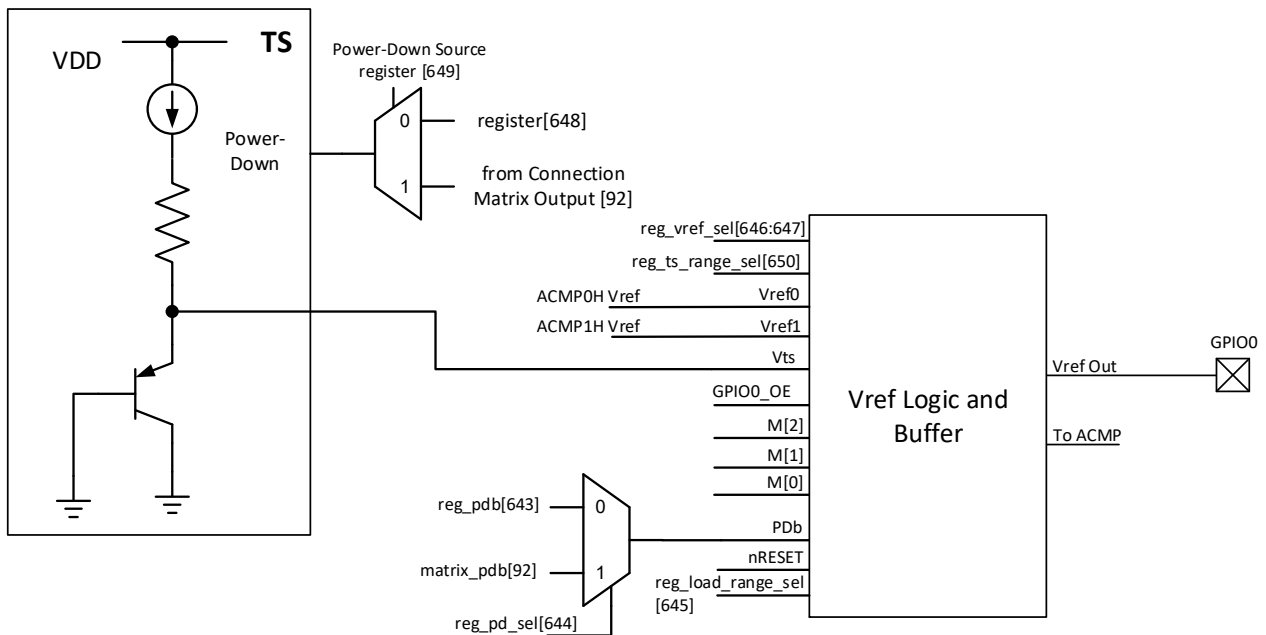 TS
VDD
Power-
Down
Power-Down Source
register [649]
0
register[648]
1
from Connection
Matrix Output [92]
reg_vref_sel[646:647]
reg_ts_range_sel[650]
ACMP0H Vref
Vref0
ACMP1H Vref
Vref1
Vts
GPIO0_OE
M[2]
M[1]
M[0]
PDb
nRESET
reg_load_range_sel
[645]
Vref Logic and
Buffer
Vref Out
To ACMP
GPIO0
reg_pdb[643]
0
matrix_pdb[92]
1
reg_pd_sel[644]